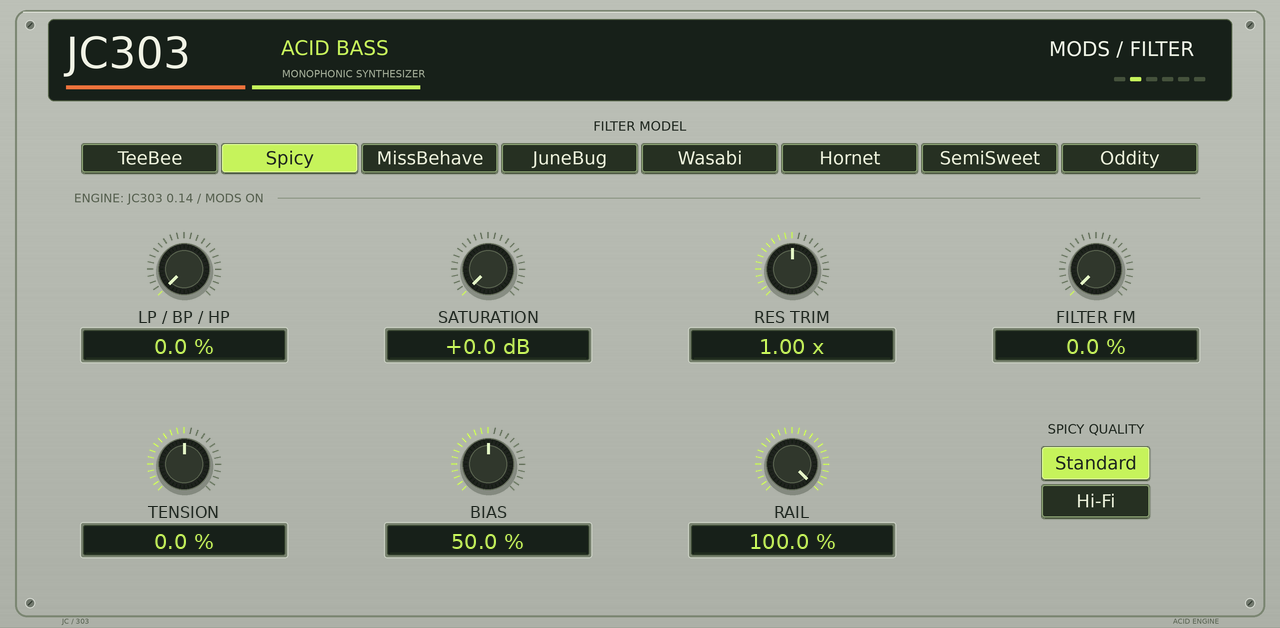 JC303
ACID BASS
MONOPHONIC SYNTHESIZER
MODS / FILTER
FILTER MODEL
TeeBee Spicy MissBehave JuneBug Wasabi Hornet SemiSweet Oddity
ENGINE: JC303 0.14 / MODS ON
LP / BP / HP SATURATION RES TRIM FILTER FM
0.0 % +0.0 dB 1.00 x 0.0 %
SPICY QUALITY
Standard
Hi-Fi
TENSION BIAS RAIL
0.0 % 50.0 % 100.0 %
JC / 303 ACID ENGINE